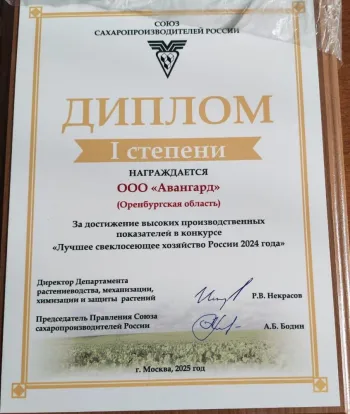 СОЮЗ
САХАРОПРОИЗВОДИТЕЛЕЙ РОССИИ
ДИПЛОМ
I степени
НАГРАЖДАЕТСЯ
ООО «Авангард»
(Оренбургская область)
За достижение высоких производственных
показателей в конкурсе
«Лучшее свеклосеющее хозяйство России 2024 года»
Директор Департамента
растениеводства, механизации,
химизации и защиты растений
Р.В. Некрасов
Председатель Правления Союза
сахаропроизводителей России
А.Б. Бодин
г. Москва, 2025 год